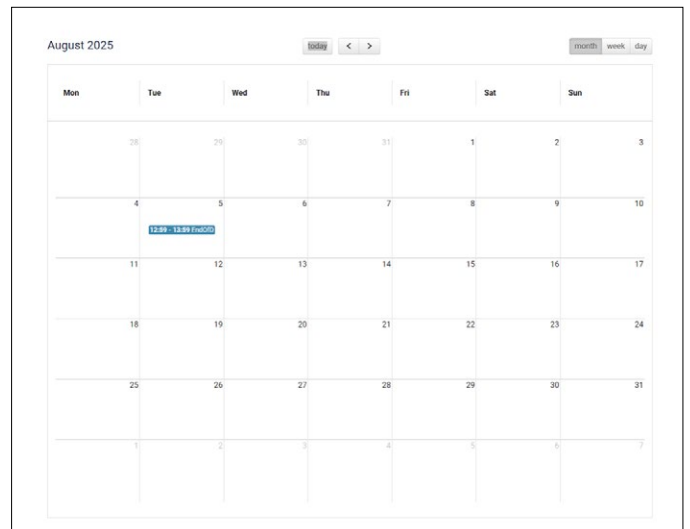 August 2025 today < > month week day
Mon Tue Wed Thu Fri Sat Sun
28 29 30 31 1 2 3
4 5 6 7 8 9 10
12:59 - 13:59 EndOfD
11 12 13 14 15 16 17
18 19 20 21 22 23 24
25 26 27 28 29 30 31
1 2 3 4 5 6 7